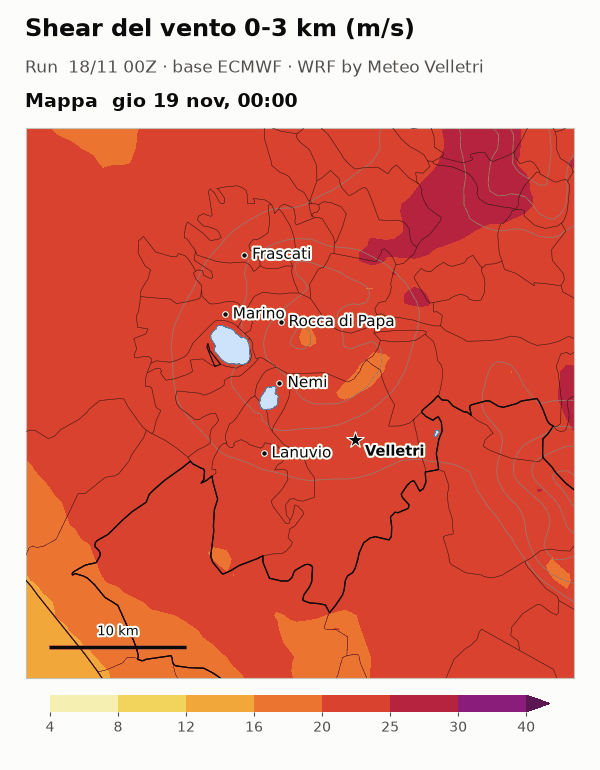 Shear del vento 0-3 km (m/s)
Run  18/11 00Z · base ECMWF · WRF by Meteo Velletri
Mappa  gio 19 nov, 00:00
Frascati
Marino
Rocca di Papa
Nemi
Velletri
Lanuvio
10 km
4 8 12 16 20 25 30 40